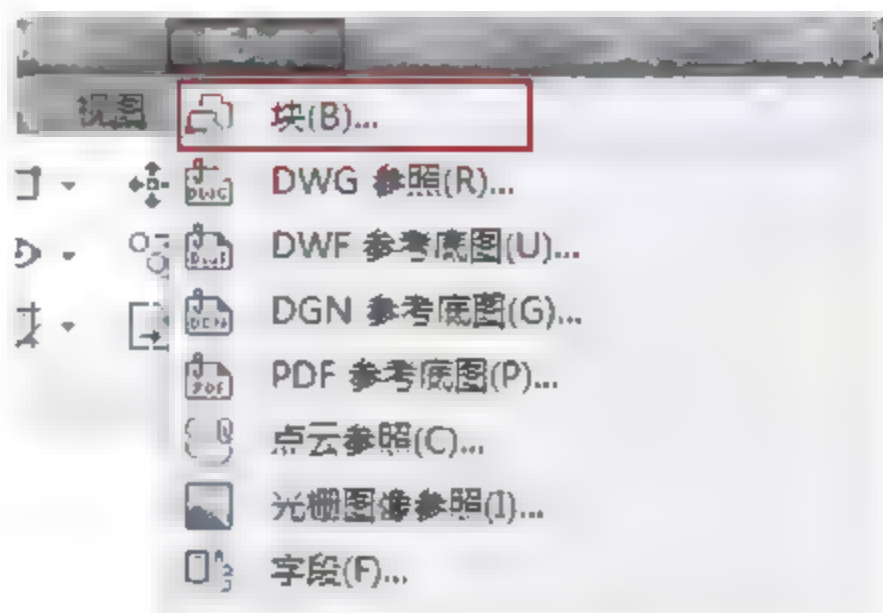 视图
块(B)...
DWG 参照(R)...
DWF 参考底图(U)...
DGN 参考底图(G)...
PDF 参考底图(P)...
点云参照(C)...
光栅图像参照(I)...
字段(F)...